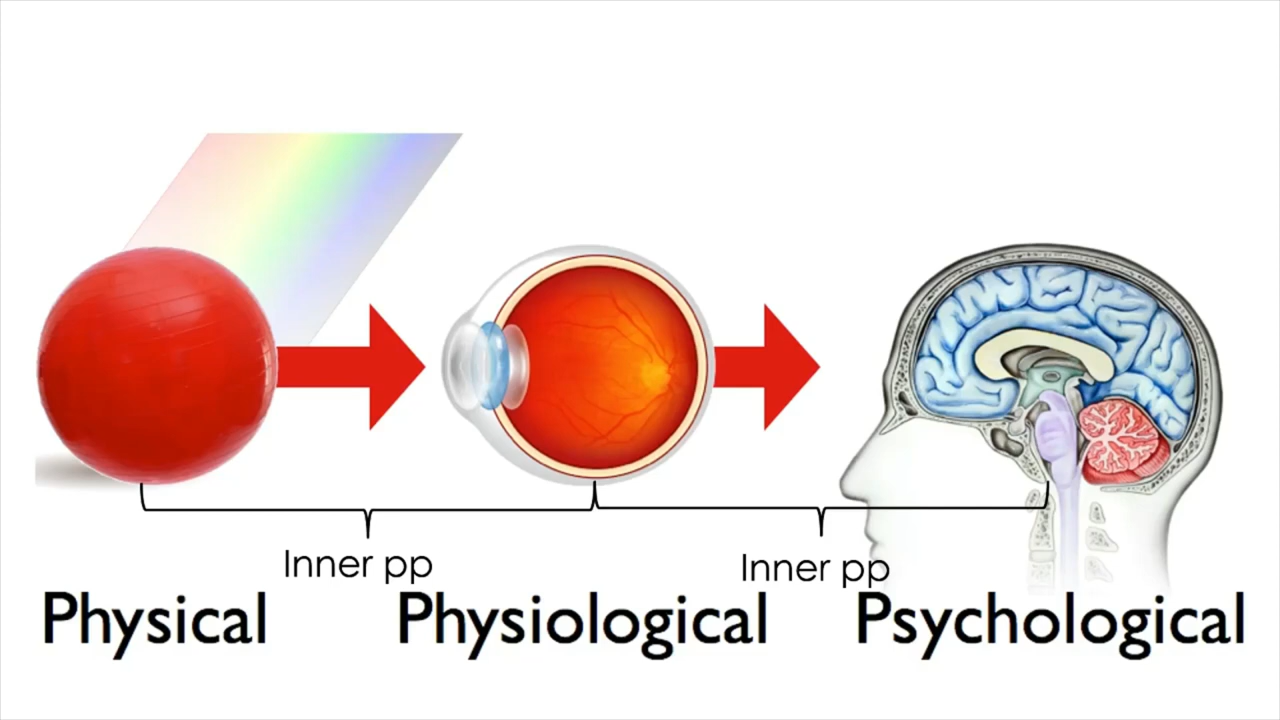 Inner pp
Inner pp
Physical
Physiological
Psychological